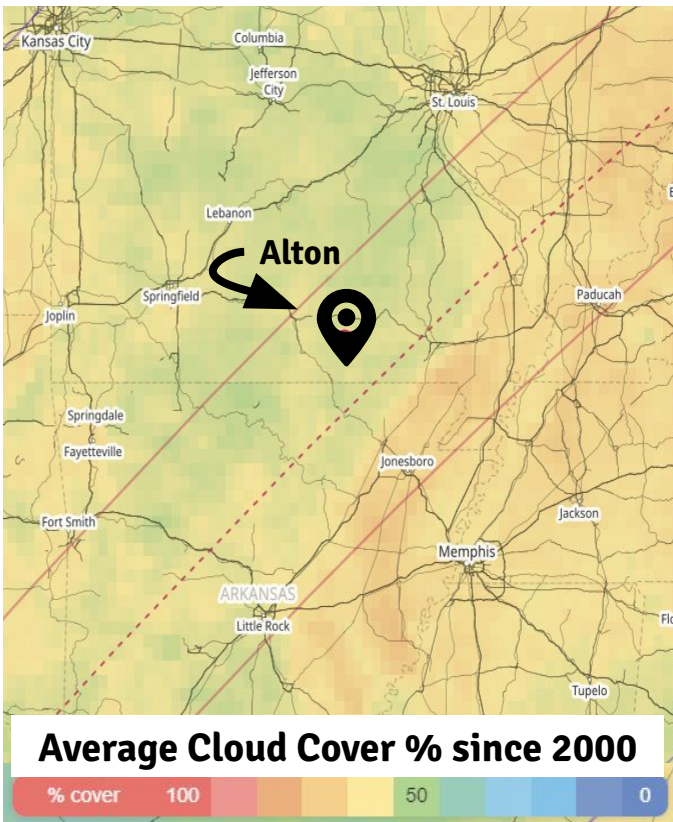 Kansas City
Columbia
Jefferson
City
St. Louis
Lebanon
Alton
Springfield
Paducah
Joplin
Springdale
Fayetteville
Jonesboro
Fort Smith
Jackson
Memphis
ARKANSAS
Little Rock
Flo
Tupelo
Average Cloud Cover % since 2000
% cover 100 50 0